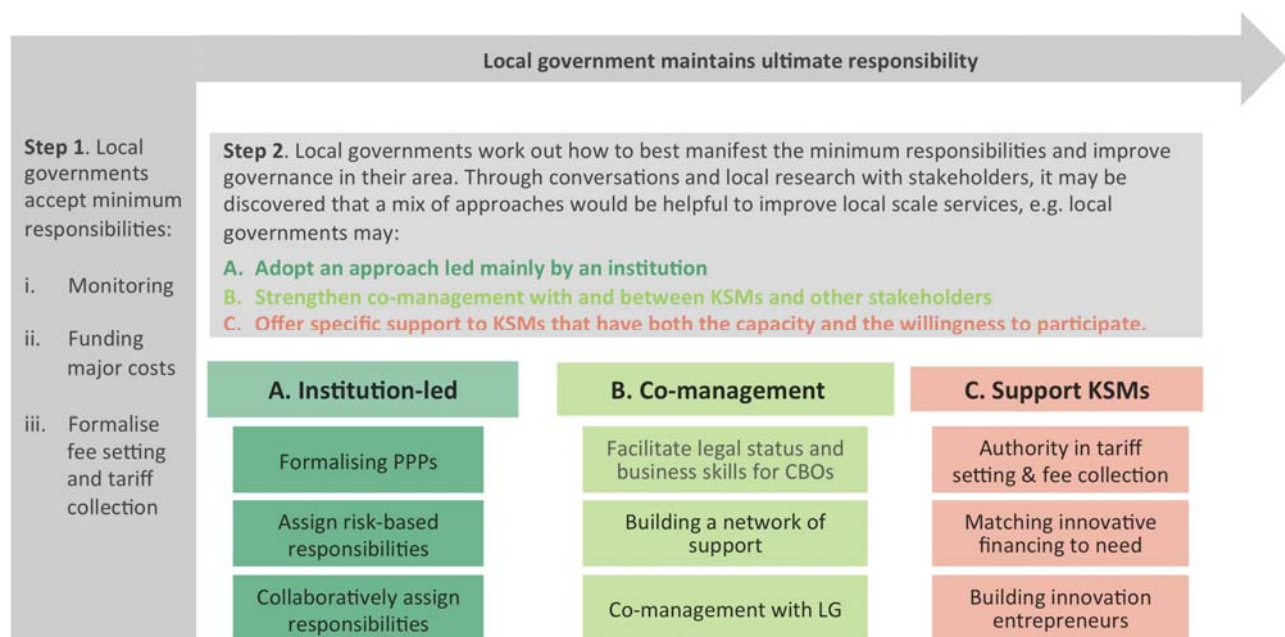 Local government maintains ultimate responsibility
Step 1. Local
governments
accept minimum
responsibilities:
i. Monitoring
ii. Funding
major costs
iii. Formalise
fee setting
and tariff
collection
Step 2. Local governments work out how to best manifest the minimum responsibilities and improve
governance in their area. Through conversations and local research with stakeholders, it may be
discovered that a mix of approaches would be helpful to improve local scale services, e.g. local
governments may:
A. Adopt an approach led mainly by an institution
B. Strengthen co-management with and between KSMs and other stakeholders
C. Offer specific support to KSMs that have both the capacity and the willingness to participate.
A. Institution-led
Formalising PPPs
Assign risk-based
responsibilities
Collaboratively assign
responsibilities
B. Co-management
Facilitate legal status and
business skills for CBOs
Building a network of
support
Co-management with LG
C. Support KSMs
Authority in tariff
setting & fee collection
Matching innovative
financing to need
Building innovation
entrepreneurs